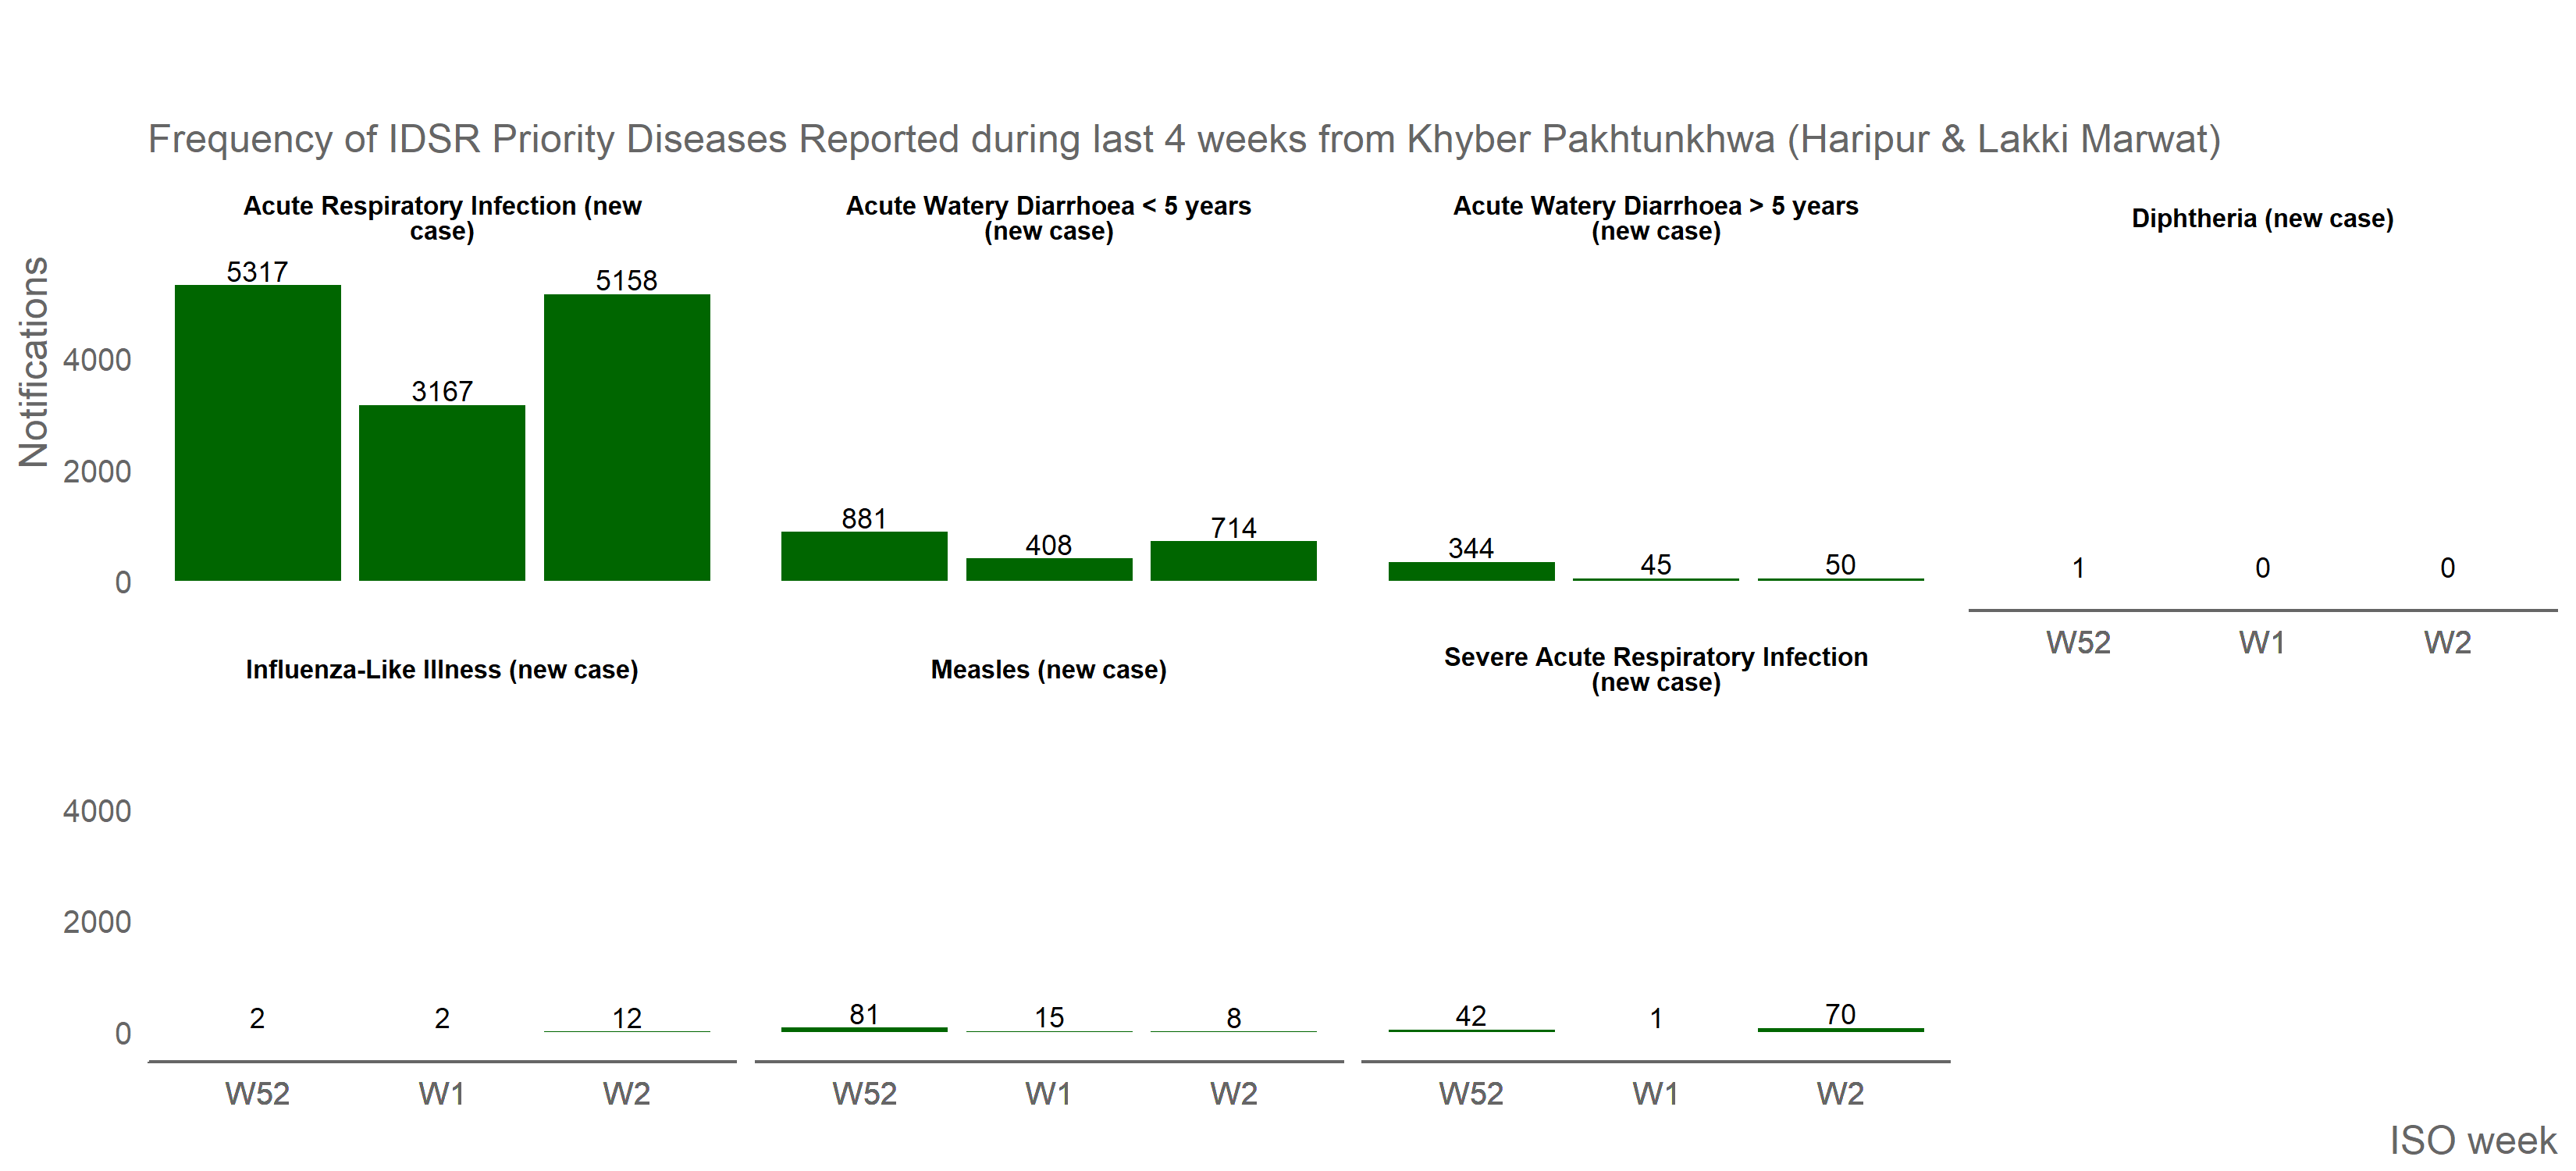 Frequency of IDSR Priority Diseases Reported during last 4 weeks from Khyber Pakhtunkhwa (Haripur & Lakki Marwat)
Notifications
Acute Respiratory Infection (new
case)
5317
3167
5158
4000
2000
0
Acute Watery Diarrhoea < 5 years
(new case)
881
408
714
Acute Watery Diarrhoea > 5 years
(new case)
344
45
50
Diphtheria (new case)
1
0
0
W52
W1
W2
Influenza-Like Illness (new case)
4000
2000
0
2
2
12
W52
W1
W2
Measles (new case)
81
15
8
W52
W1
W2
Severe Acute Respiratory Infection
(new case)
42
1
70
W52
W1
W2
ISO week